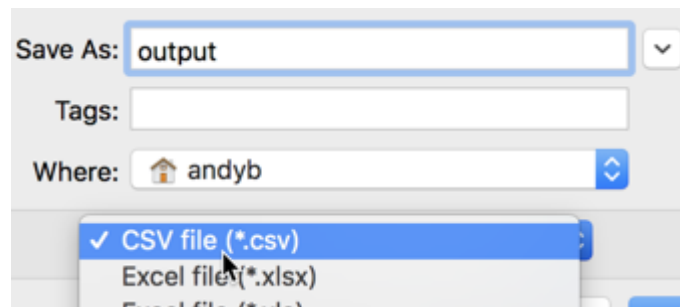 Save As: output
Tags:
Where: andyb
CSV file (*.csv)
Excel file (*.xlsx)